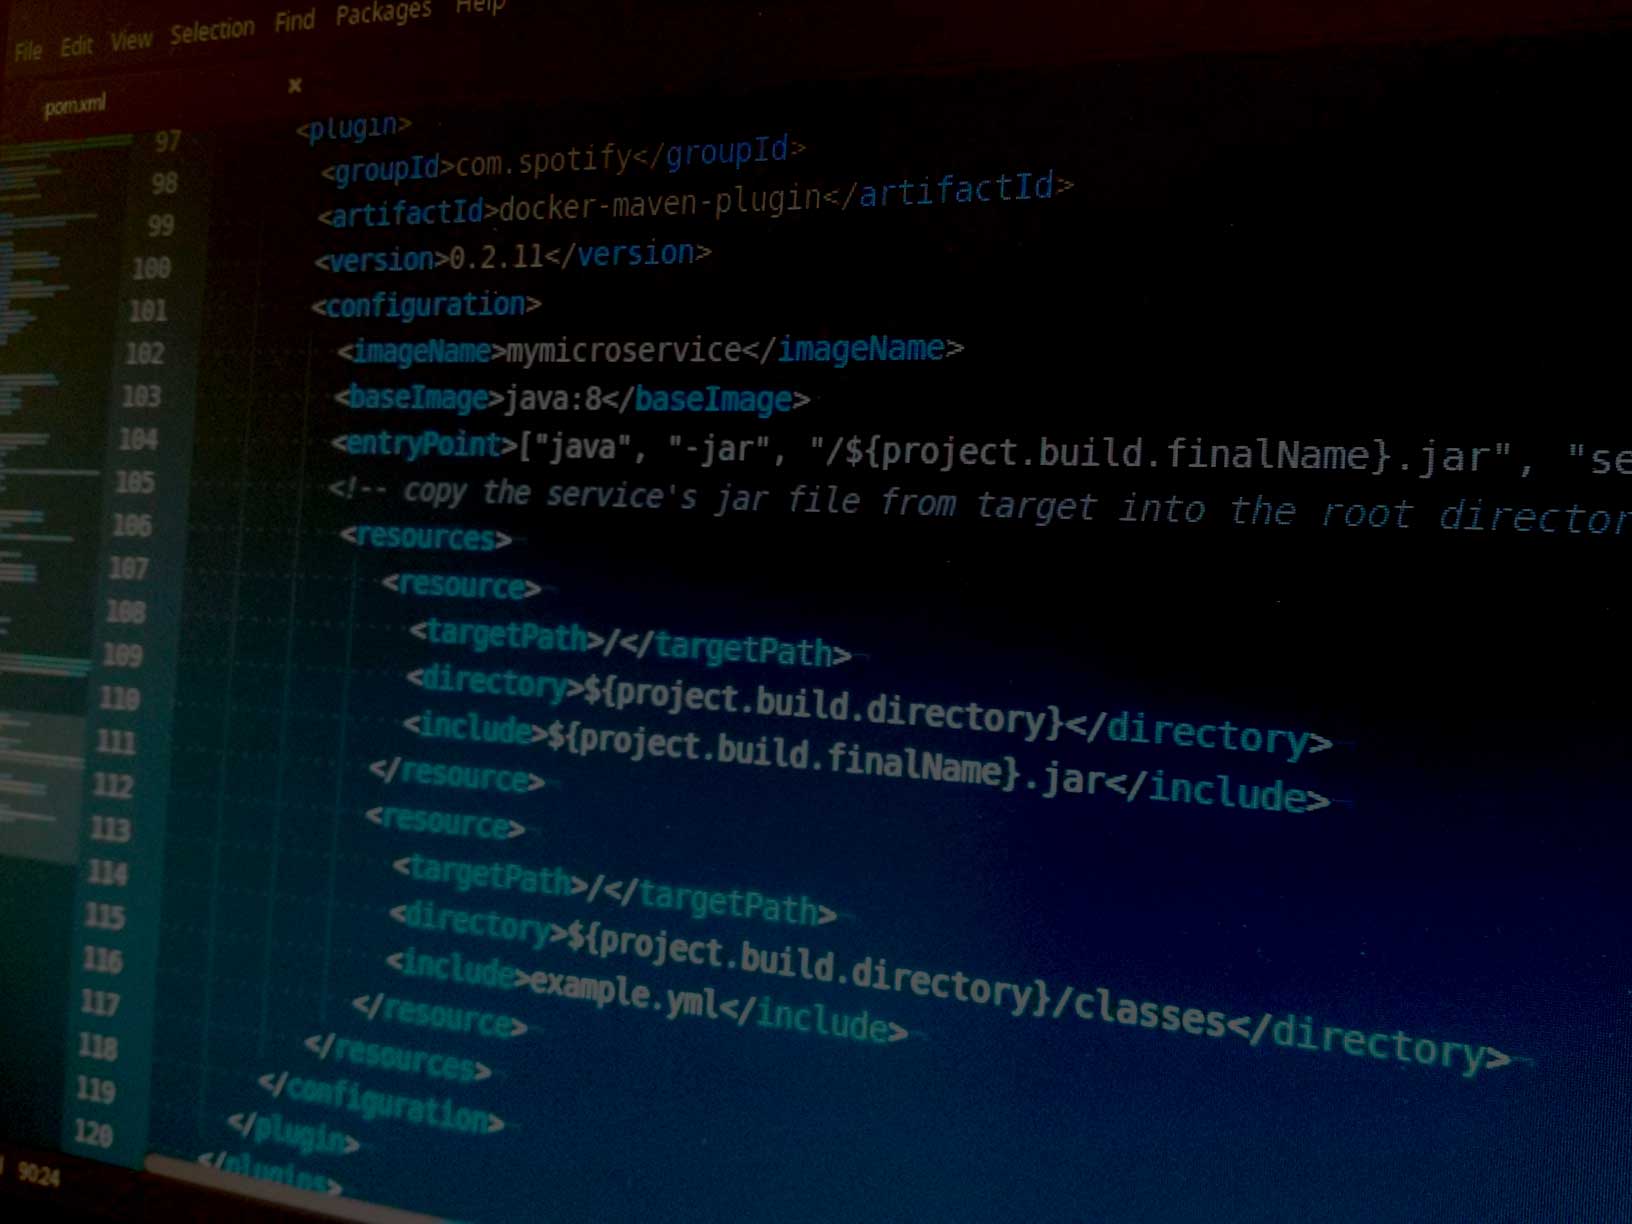 File Edit View Selection Find Packages Help
pom.xml
97 <plugin>
98 <groupId>com.spotify</groupId>
99 <artifactId>docker-maven-plugin</artifactId>
100 <version>0.2.11</version>
101 <configuration>
102 <imageName>mymicroservice</imageName>
103 <baseImage>java:8</baseImage>
104 <entryPoint>["java", "-jar", "/${project.build.finalName}.jar", "se
105 <!-- copy the service's jar file from target into the root director
106 <resources>
107 <resource>
108 <targetPath>/</targetPath>
109 <directory>${project.build.directory}</directory>
110 <include>${project.build.finalName}.jar</include>
111 </resource>
112 <resource>
113 <targetPath>/</targetPath>
114 <directory>${project.build.directory}/classes</directory>
115 <include>example.yml</include>
116 </resource>
117 </resources>
118 </configuration>
119 </plugin>
120 </plugins>
90:24